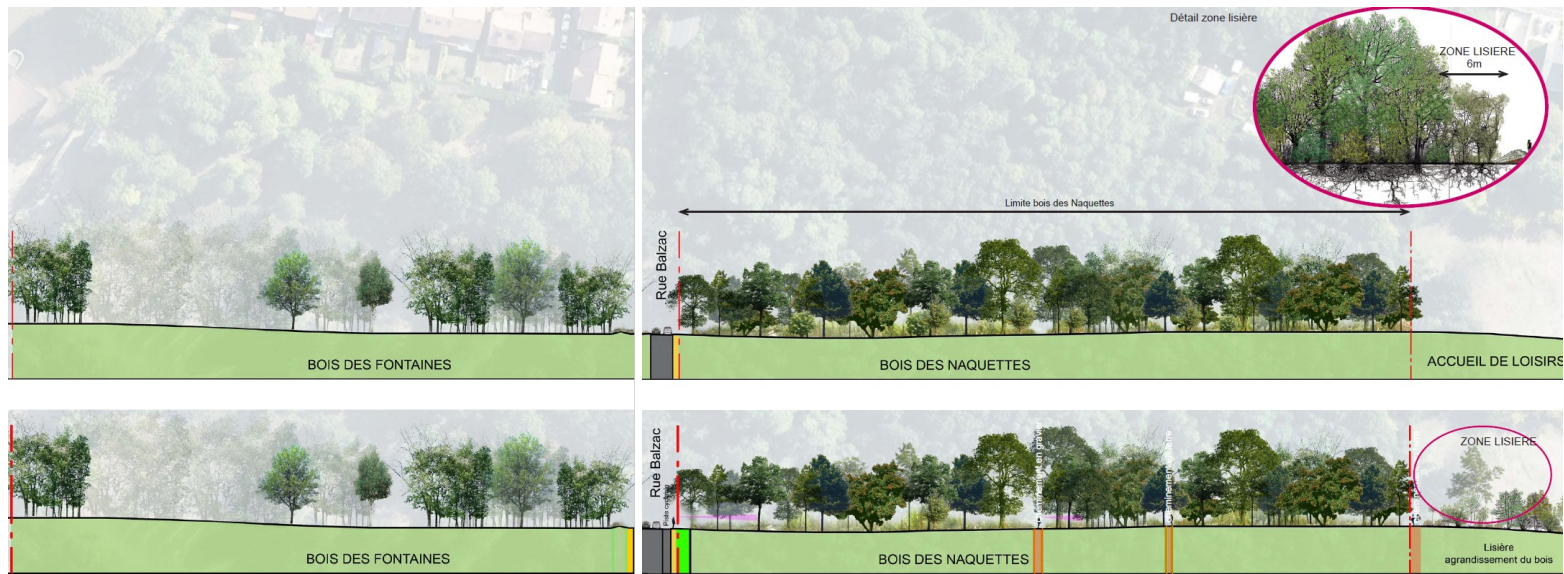 Détail zone lisière
ZONE LISIERE
6m
Limite bois des Naquettes
Rue Balzac
BOIS DES FONTAINES
BOIS DES NAQUETTES
ACCUEIL DE LOISIRS
Rue Balzac
ZONE LISIERE
BOIS DES FONTAINES
BOIS DES NAQUETTES
Lisière
agrandissement du bois